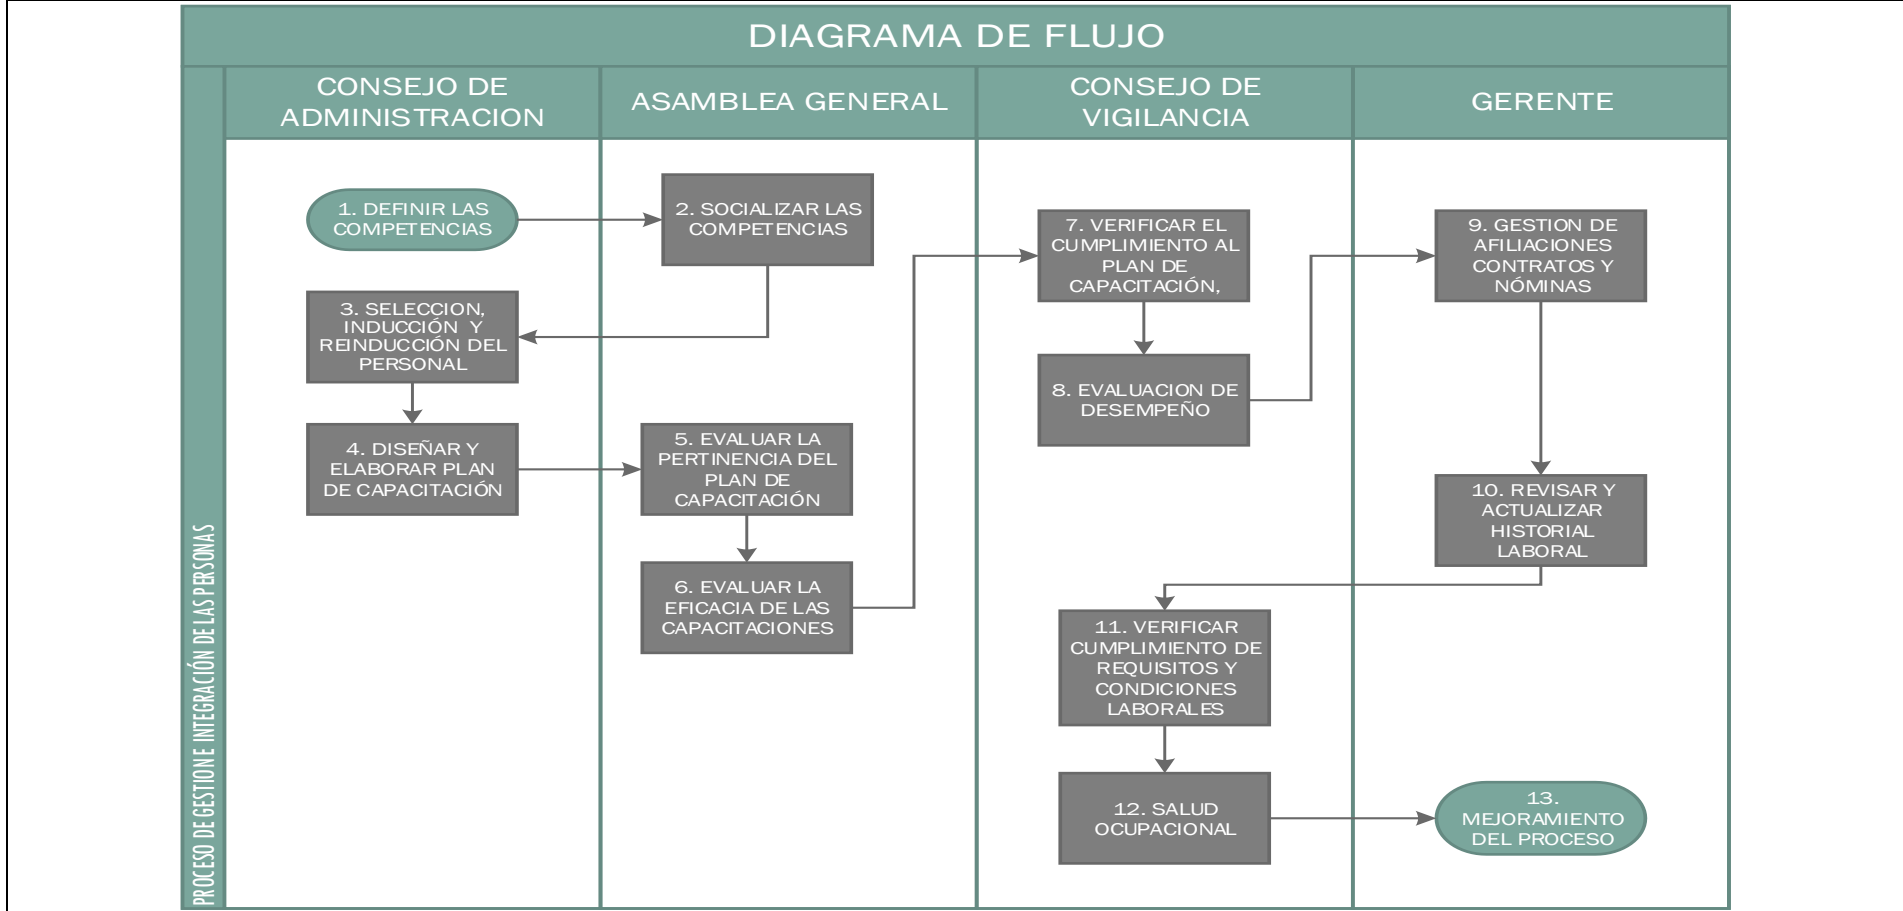 DIAGRAMA DE FLUJO
CONSEJO DE
ADMINISTRACION
ASAMBLEA GENERAL
CONSEJO DE
VIGILANCIA
GERENTE
PROCESO DE GESTION E INTEGRACIÓN DE LAS PERSONAS
1. DEFINIR LAS
COMPETENCIAS
2. SOCIALIZAR LAS
COMPETENCIAS
3. SELECCION,
INDUCCIÓN Y
REINDUCCIÓN DEL
PERSONAL
4. DISEÑAR Y
ELABORAR PLAN
DE CAPACITACIÓN
5. EVALUAR LA
PERTINENCIA DEL
PLAN DE
CAPACITACIÓN
6. EVALUAR LA
EFICACIA DE LAS
CAPACITACIONES
7. VERIFICAR EL
CUMPLIMIENTO AL
PLAN DE
CAPACITACIÓN,
8. EVALUACION DE
DESEMPEÑO
9. GESTION DE
AFILIACIONES
CONTRATOS Y
NÓMINAS
10. REVISAR Y
ACTUALIZAR
HISTORIAL
LABORAL
11. VERIFICAR
CUMPLIMIENTO DE
REQUISITOS Y
CONDICIONES
LABORALES
12. SALUD
OCUPACIONAL
13.
MEJORAMIENTO
DEL PROCESO